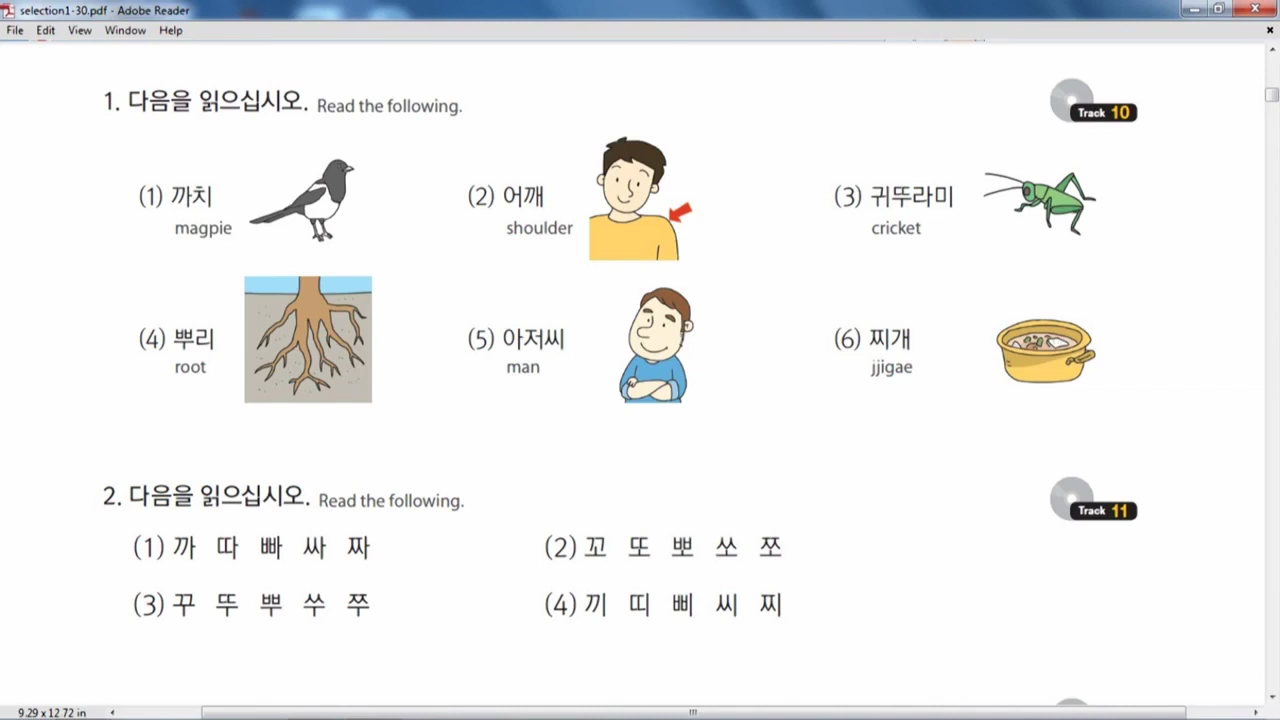 selection1-30.pdf - Adobe Reader
File Edit View Window Help
1. 다음을 읽으십시오. Read the following.
Track 10
(1) 까치
magpie
(2) 어깨
shoulder
(3) 귀뚜라미
cricket
(4) 뿌리
root
(5) 아저씨
man
(6) 찌개
jjigae
2. 다음을 읽으십시오. Read the following.
Track 11
(1) 까 따 빠 싸 짜
(2) 꼬 또 뽀 쏘 쪼
(3) 꾸 뚜 뿌 쑤 쭈
(4) 끼 띠 삐 씨 찌
9.29 x 12.72 in